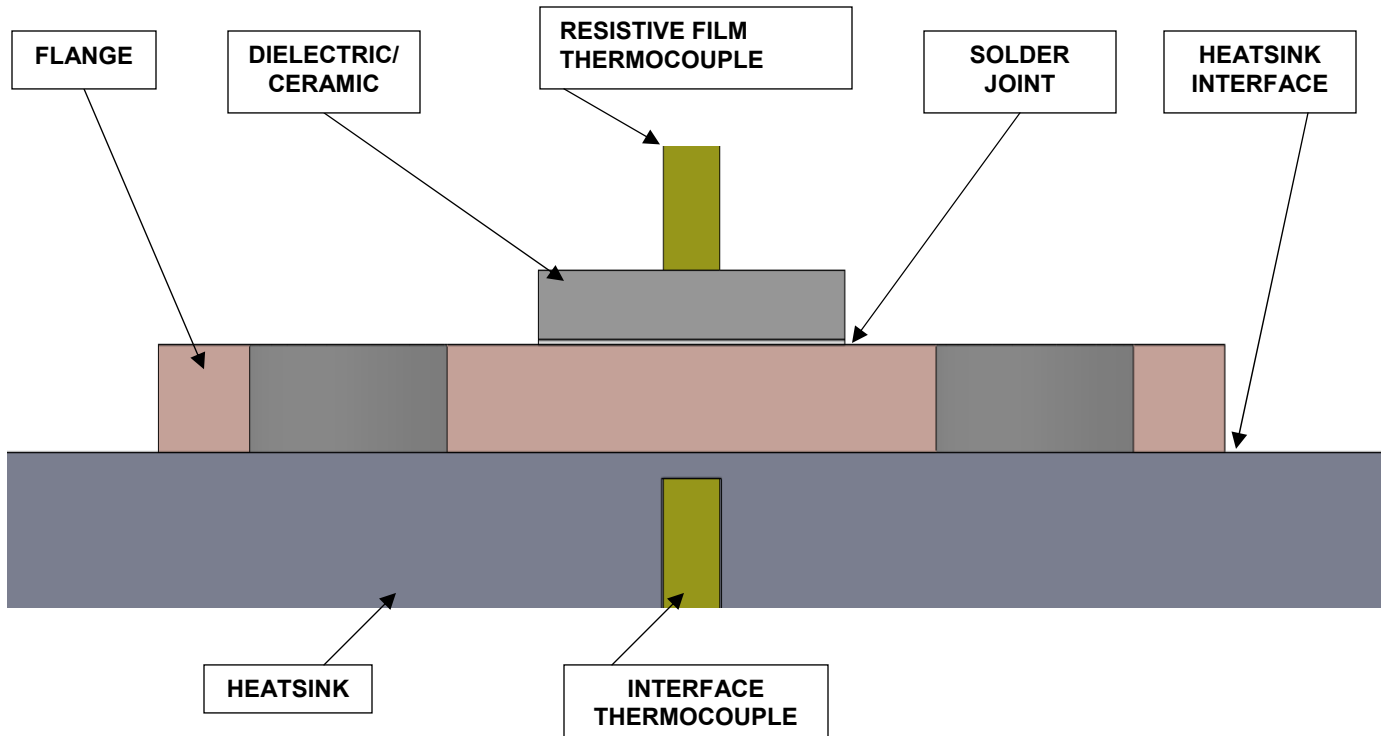 FLANGE
DIELECTRIC/
CERAMIC
RESISTIVE FILM
THERMOCOUPLE
SOLDER
JOINT
HEATSINK
INTERFACE
HEATSINK
INTERFACE
THERMOCOUPLE